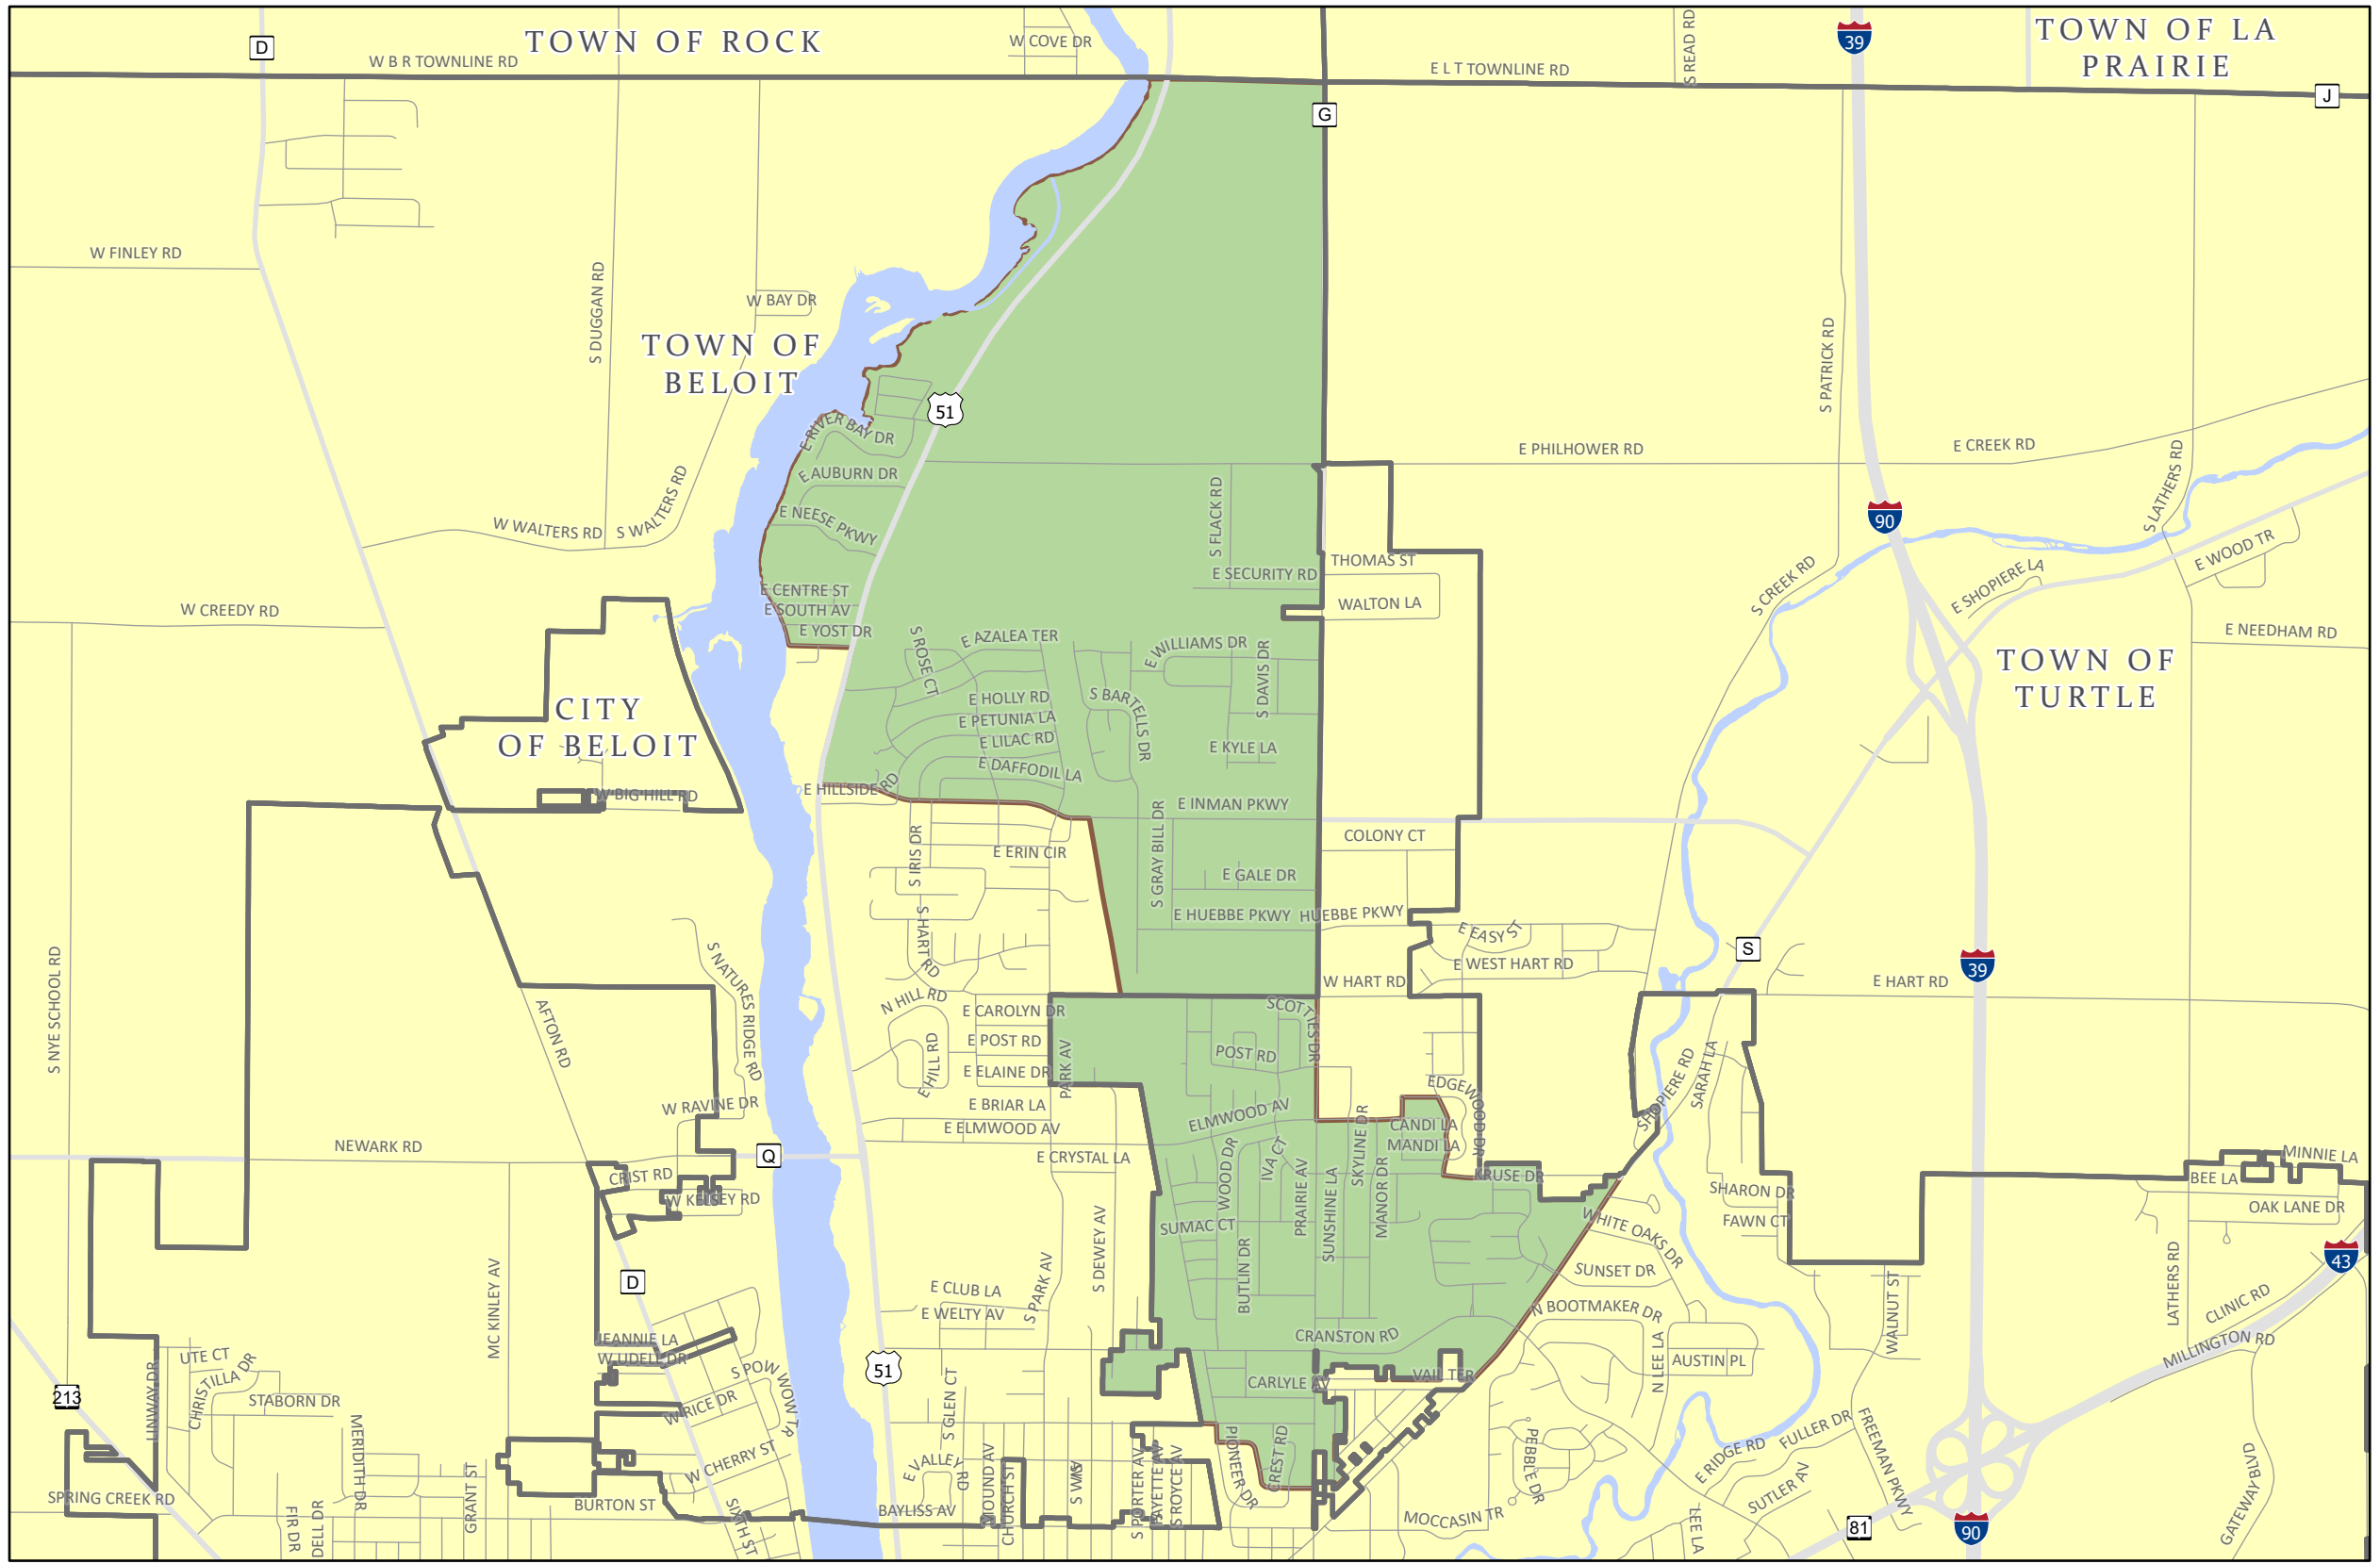 TOWN OF ROCK
W COVE DR
S READ RD
39
TOWN OF LA
PRAIRIE
D
W B R TOWNLINE RD
E L T TOWNLINE RD
J
G
W FINLEY RD
S DUGGAN RD
W BAY DR
TOWN OF
BELOIT
S PATRICK RD
51
E RIVER BAY DR
E PHILHOWER RD
E CREEK RD
E AUBURN DR
S FLACK RD
S LATHERS RD
E NEESE PKWY
W WALTERS RD
S WALTERS RD
90
E WOOD TR
THOMAS ST
E SECURITY RD
E SHOPIERE LA
S CREEK RD
E CENTRE ST
E SOUTH AV
WALTON LA
W CREEDY RD
E YOST DR
E NEEDHAM RD
S ROSE CT
E AZALEA TER
E WILLIAMS DR
S DAVIS DR
TOWN OF
TURTLE
E HOLLY RD
S BARTELLS DR
E PETUNIA LA
CITY
OF BELOIT
E LILAC RD
E KYLE LA
E DAFFODIL LA
W BIG HILL RD
E HILLSIDE RD
E INMAN PKWY
COLONY CT
S IRIS DR
E ERIN CIR
S GRAY BILL DR
E GALE DR
E HUEBBE PKWY
HUEBBE PKWY
S HART RD
E EASY ST
S
S NATURES RIDGE RD
E WEST HART RD
39
S NYE SCHOOL RD
W HART RD
E HART RD
N HILL RD
E CAROLYN DR
SCOTTIES DR
AFTON RD
E POST RD
POST RD
E HILL RD
PARK AV
E ELAINE DR
SHOPIERE RD
SARAH LA
EDGEWOOD DR
W RAVINE DR
E BRIAR LA
ELMWOOD AV
SKYLINE DR
CANDI LA
E ELMWOOD AV
MANDI LA
NEWARK RD
Q
E CRYSTAL LA
WOOD DR
IVA CT
MINNIE LA
CRIST RD
KRUSE DR
BEE LA
W KELSEY RD
PRAIRIE AV
SUNSHINE LA
MANOR DR
SHARON DR
OAK LANE DR
SUMAC CT
WHITE OAKS DR
FAWN CT
S DEWEY AV
BUTLIN DR
43
D
SUNSET DR
E CLUB LA
S PARK AV
MC KINLEY AV
E WELTY AV
N BOOTMAKER DR
WALNUT ST
LATHERS RD
CLINIC RD
JEANNIE LA
CRANSTON RD
MILLINGTON RD
UTE CT
W UDELL DR
51
N LEE LA
AUSTIN PL
CHRISTILLA DR
S POW WOW TR
CARLYLE AV
VAIL TER
213
LINWAY DR
STABORN DR
W RICE DR
S GLEN CT
MERIDITH DR
PIONEER DR
CREST RD
PEBBLE DR
FULLER DR
FREEMAN PKWY
W CHERRY ST
E VALLEY RD
MOUND AV
CHURCH ST
S PORTER AV
FAYETTE AV
S ROYCE AV
E RIDGE RD
SUTLER AV
GATEWAY BLVD
SPRING CREEK RD
GRANT ST
BURTON ST
BAYLISS AV
FIR DR
DELL DR
SIXTH ST
MOCCASIN TR
LEE LA
81
90